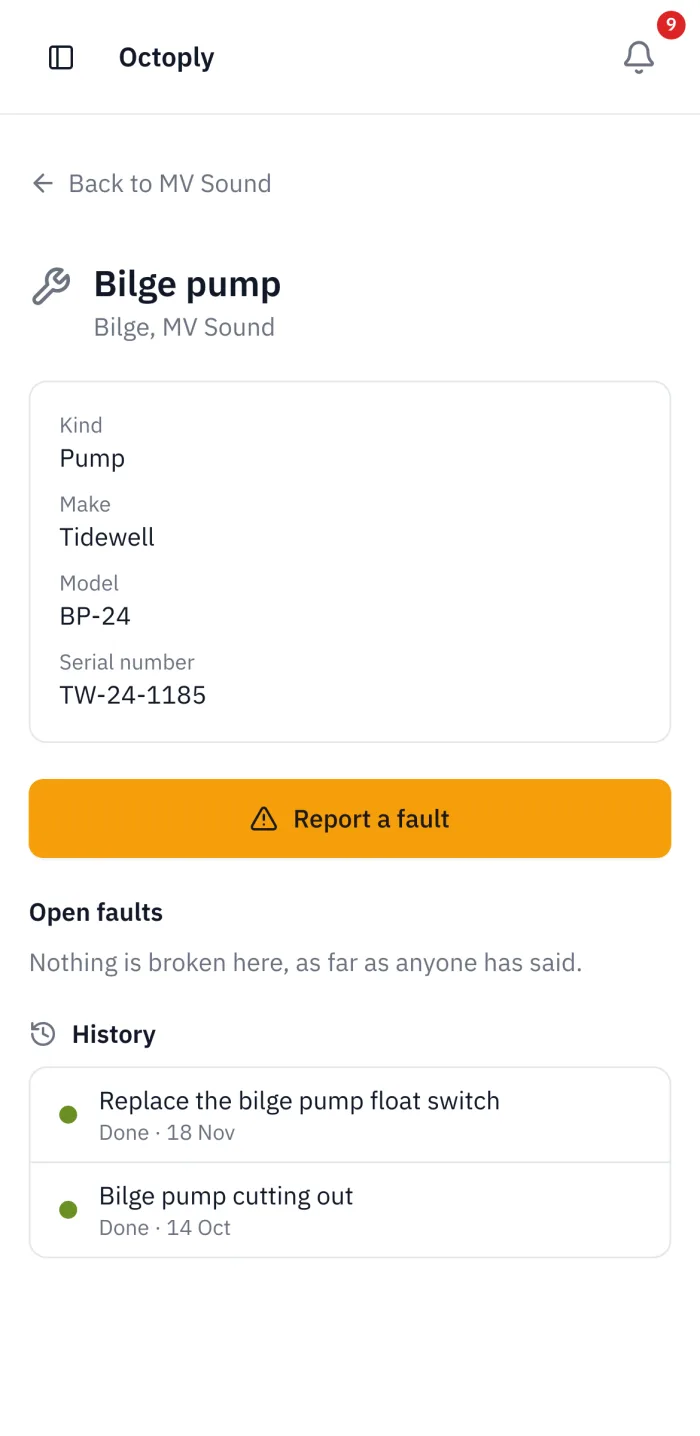 Octoply
9
Back to MV Sound
Bilge pump
Bilge, MV Sound
Kind
Pump
Make
Tidewell
Model
BP-24
Serial number
TW-24-1185
Report a fault
Open faults
Nothing is broken here, as far as anyone has said.
History
Replace the bilge pump float switch
Done · 18 Nov
Bilge pump cutting out
Done · 14 Oct